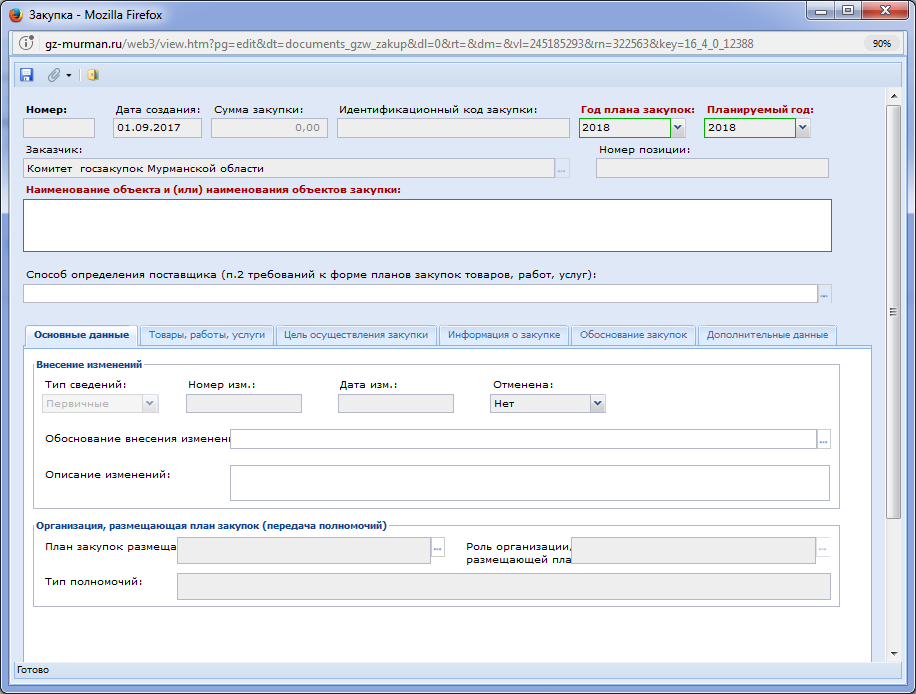 Закупка - Mozilla Firefox
gz-murman.ru/web3/view.htm?pg=edit&dt=documents_gzw_zakup&dl=0&rt=&dm=&vl=245185293&rn=322563&key=16_4_0_12388
90%
Номер: Дата создания: Сумма закупки: Идентификационный код закупки: Год плана закупок: Планируемый год:
01.09.2017 0,00 2018 2018
Заказчик: Номер позиции:
Комитет госзакупок Мурманской области ...
Наименование объекта и (или) наименования объектов закупки:
Способ определения поставщика (п.2 требований к форме планов закупок товаров, работ, услуг):
...
Основные данные Товары, работы, услуги Цель осуществления закупки Информация о закупке Обоснование закупок Дополнительные данные
Внесение изменений
Тип сведений: Номер изм.: Дата изм.: Отменена:
Первичные Нет
Обоснование внесения изменени ...
Описание изменений:
Организация, размещающая план закупок (передача полномочий)
План закупок размеща ... Роль организации, ...
размещающей пла
Тип полномочий:
Готово